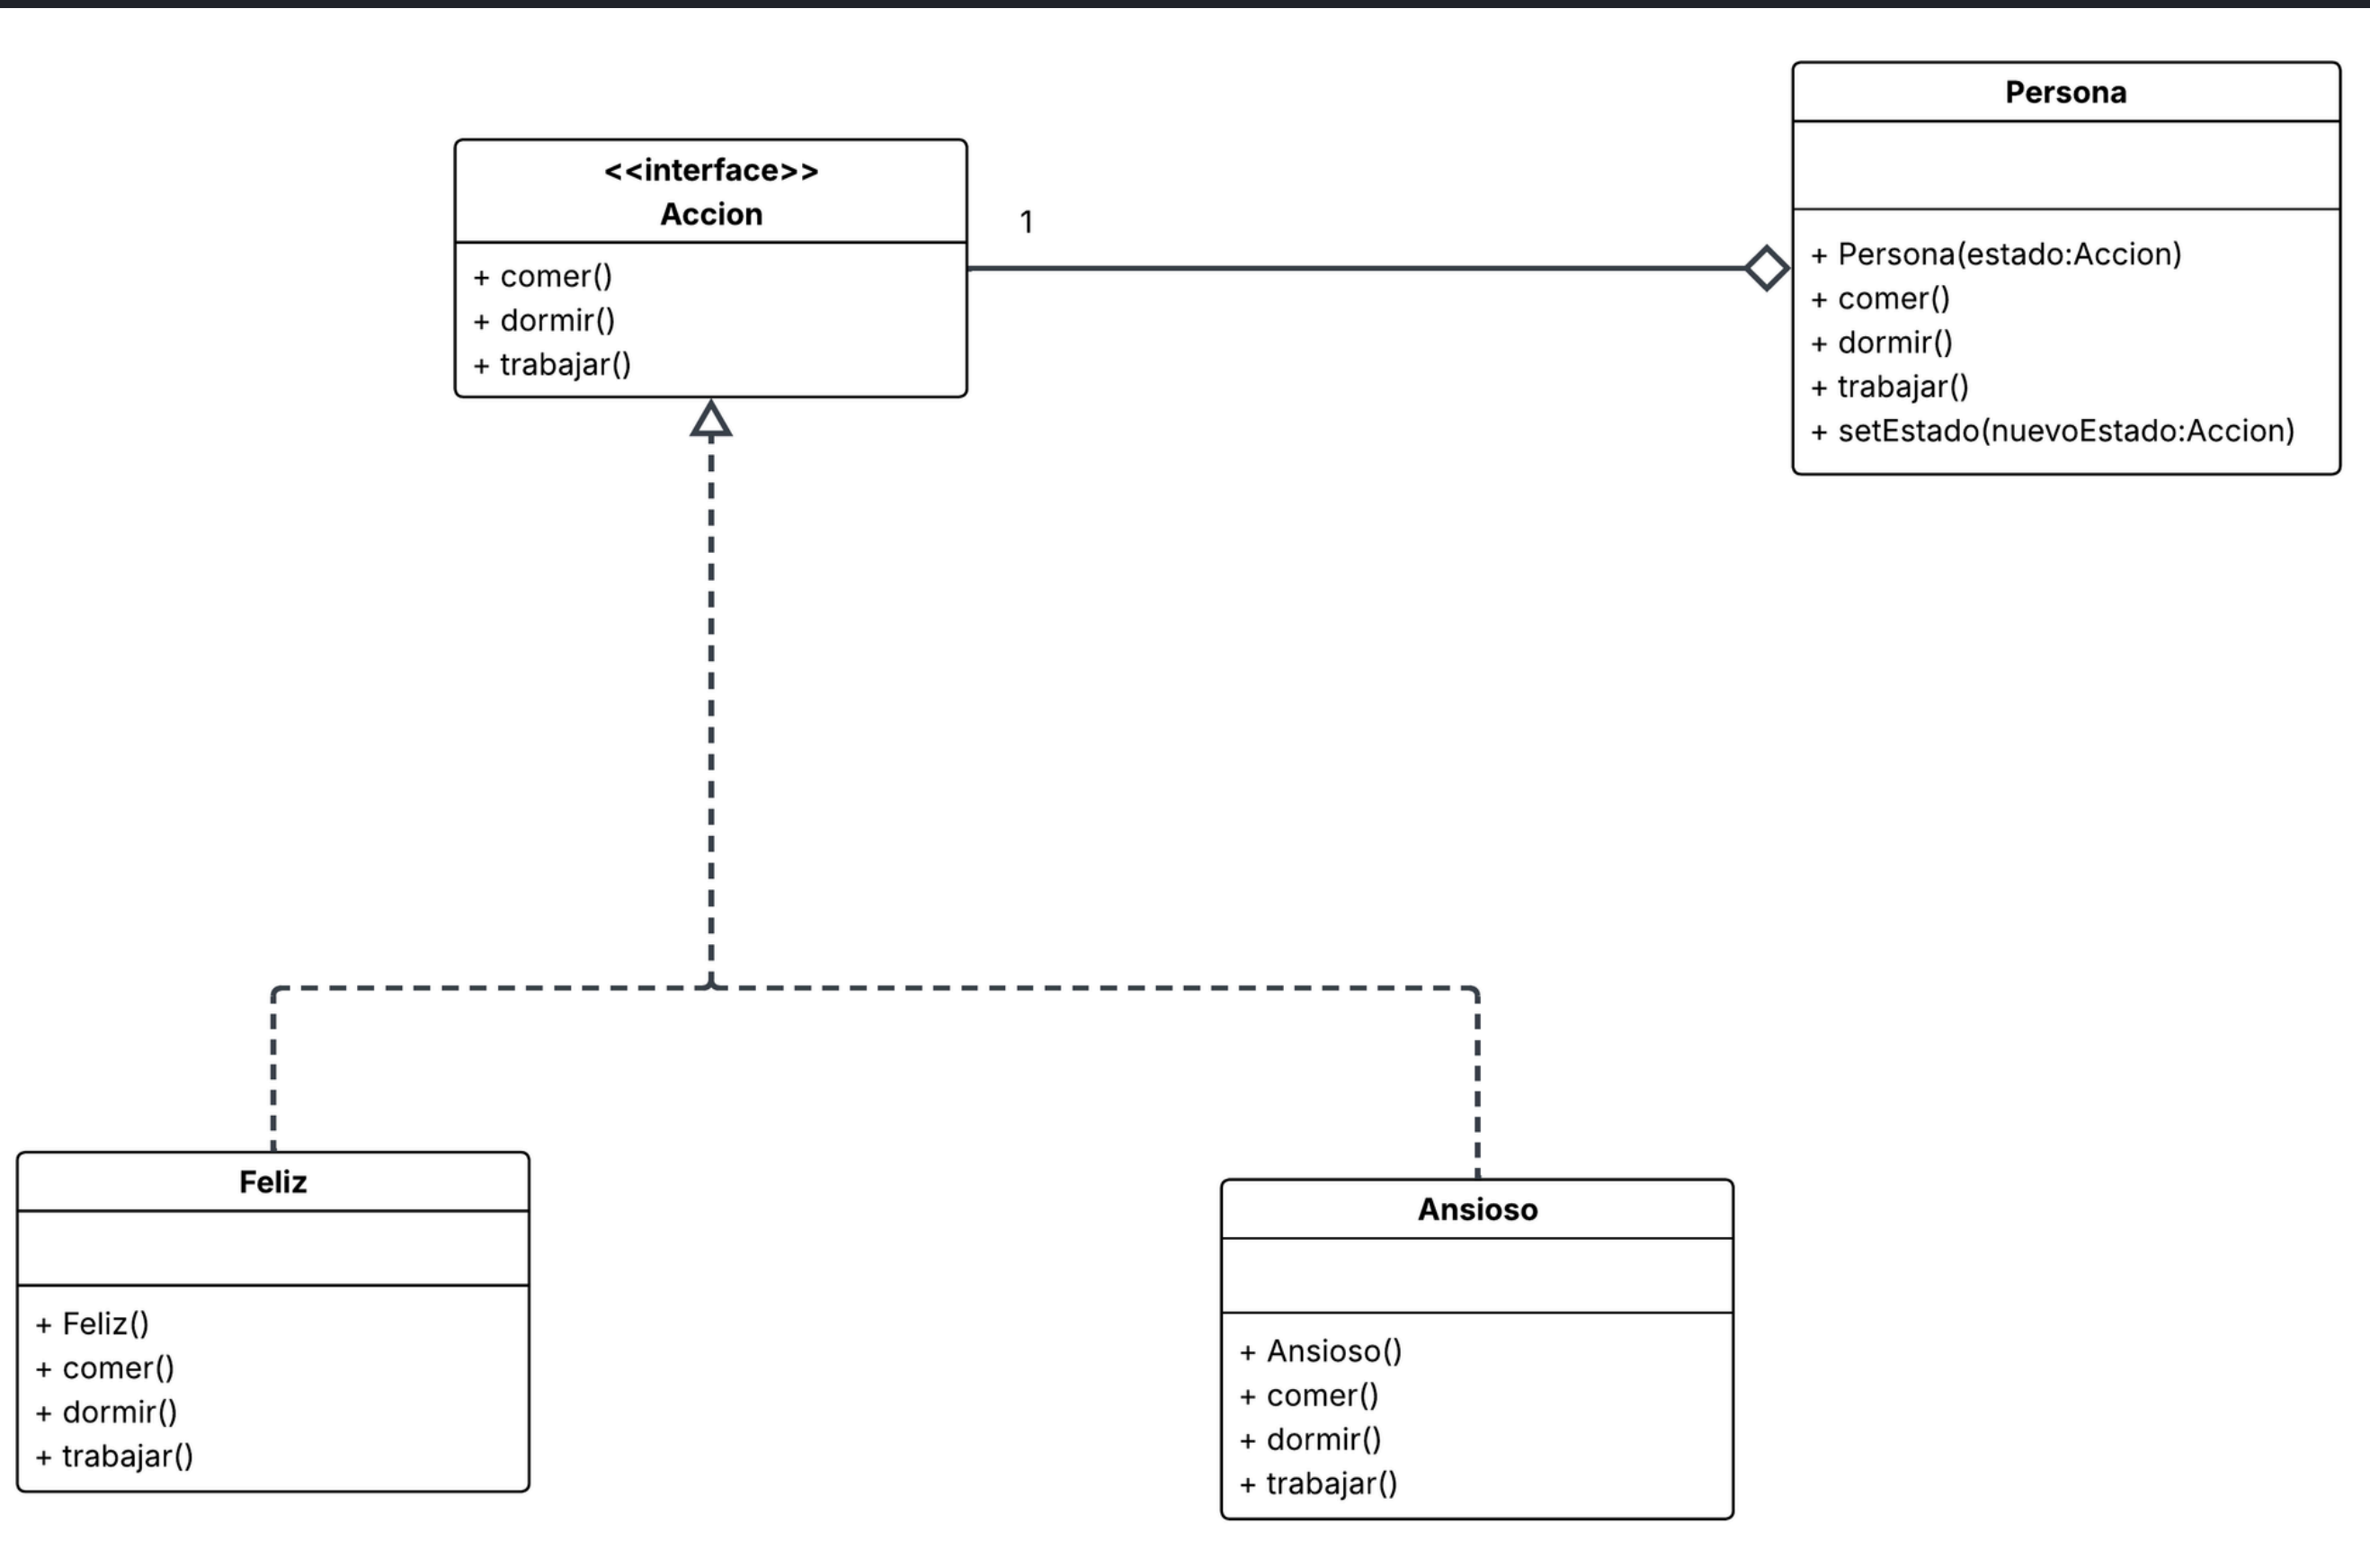 <<interface>>
Accion
+ comer()
+ dormir()
+ trabajar()
1
Persona
+ Persona(estado:Accion)
+ comer()
+ dormir()
+ trabajar()
+ setEstado(nuevoEstado:Accion)
Feliz
+ Feliz()
+ comer()
+ dormir()
+ trabajar()
Ansioso
+ Ansioso()
+ comer()
+ dormir()
+ trabajar()